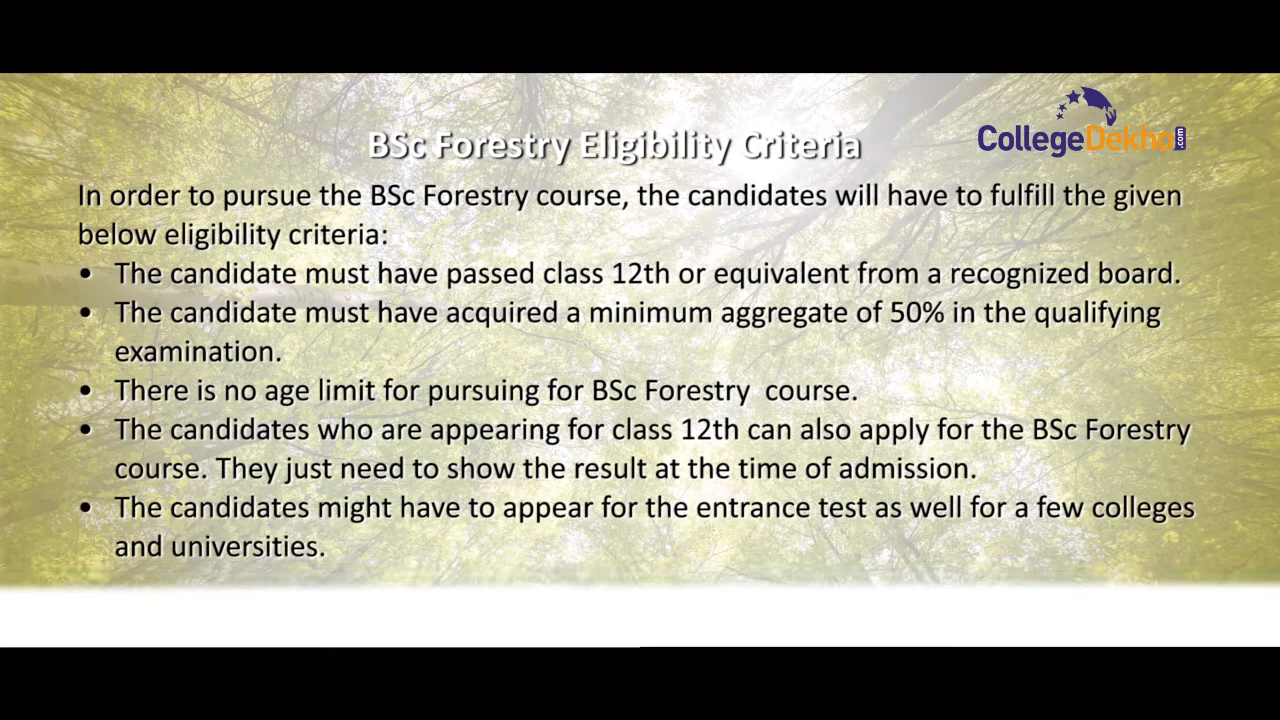 CollegeDekho.com
BSc Forestry Eligibility Criteria
In order to pursue the BSc Forestry course, the candidates will have to fulfill the given
below eligibility criteria:
• The candidate must have passed class 12th or equivalent from a recognized board.
• The candidate must have acquired a minimum aggregate of 50% in the qualifying
examination.
• There is no age limit for pursuing for BSc Forestry  course.
• The candidates who are appearing for class 12th can also apply for the BSc Forestry
course. They just need to show the result at the time of admission.
• The candidates might have to appear for the entrance test as well for a few colleges
and universities.